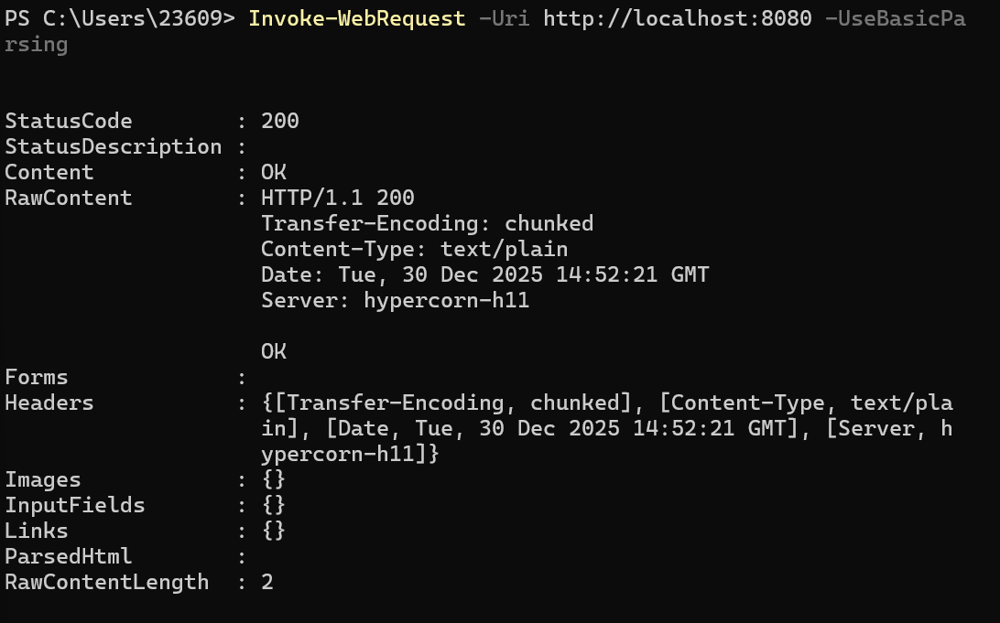 PS C:\Users\23609> Invoke-WebRequest -Uri http://localhost:8080 -UseBasicPa
rsing
StatusCode        : 200
StatusDescription :
Content           : OK
RawContent        : HTTP/1.1 200
                    Transfer-Encoding: chunked
                    Content-Type: text/plain
                    Date: Tue, 30 Dec 2025 14:52:21 GMT
                    Server: hypercorn-h11

                    OK
Forms             :
Headers           : {[Transfer-Encoding, chunked], [Content-Type, text/pla
                    in], [Date, Tue, 30 Dec 2025 14:52:21 GMT], [Server, h
                    ypercorn-h11]}
Images            : {}
InputFields       : {}
Links             : {}
ParsedHtml        :
RawContentLength  : 2